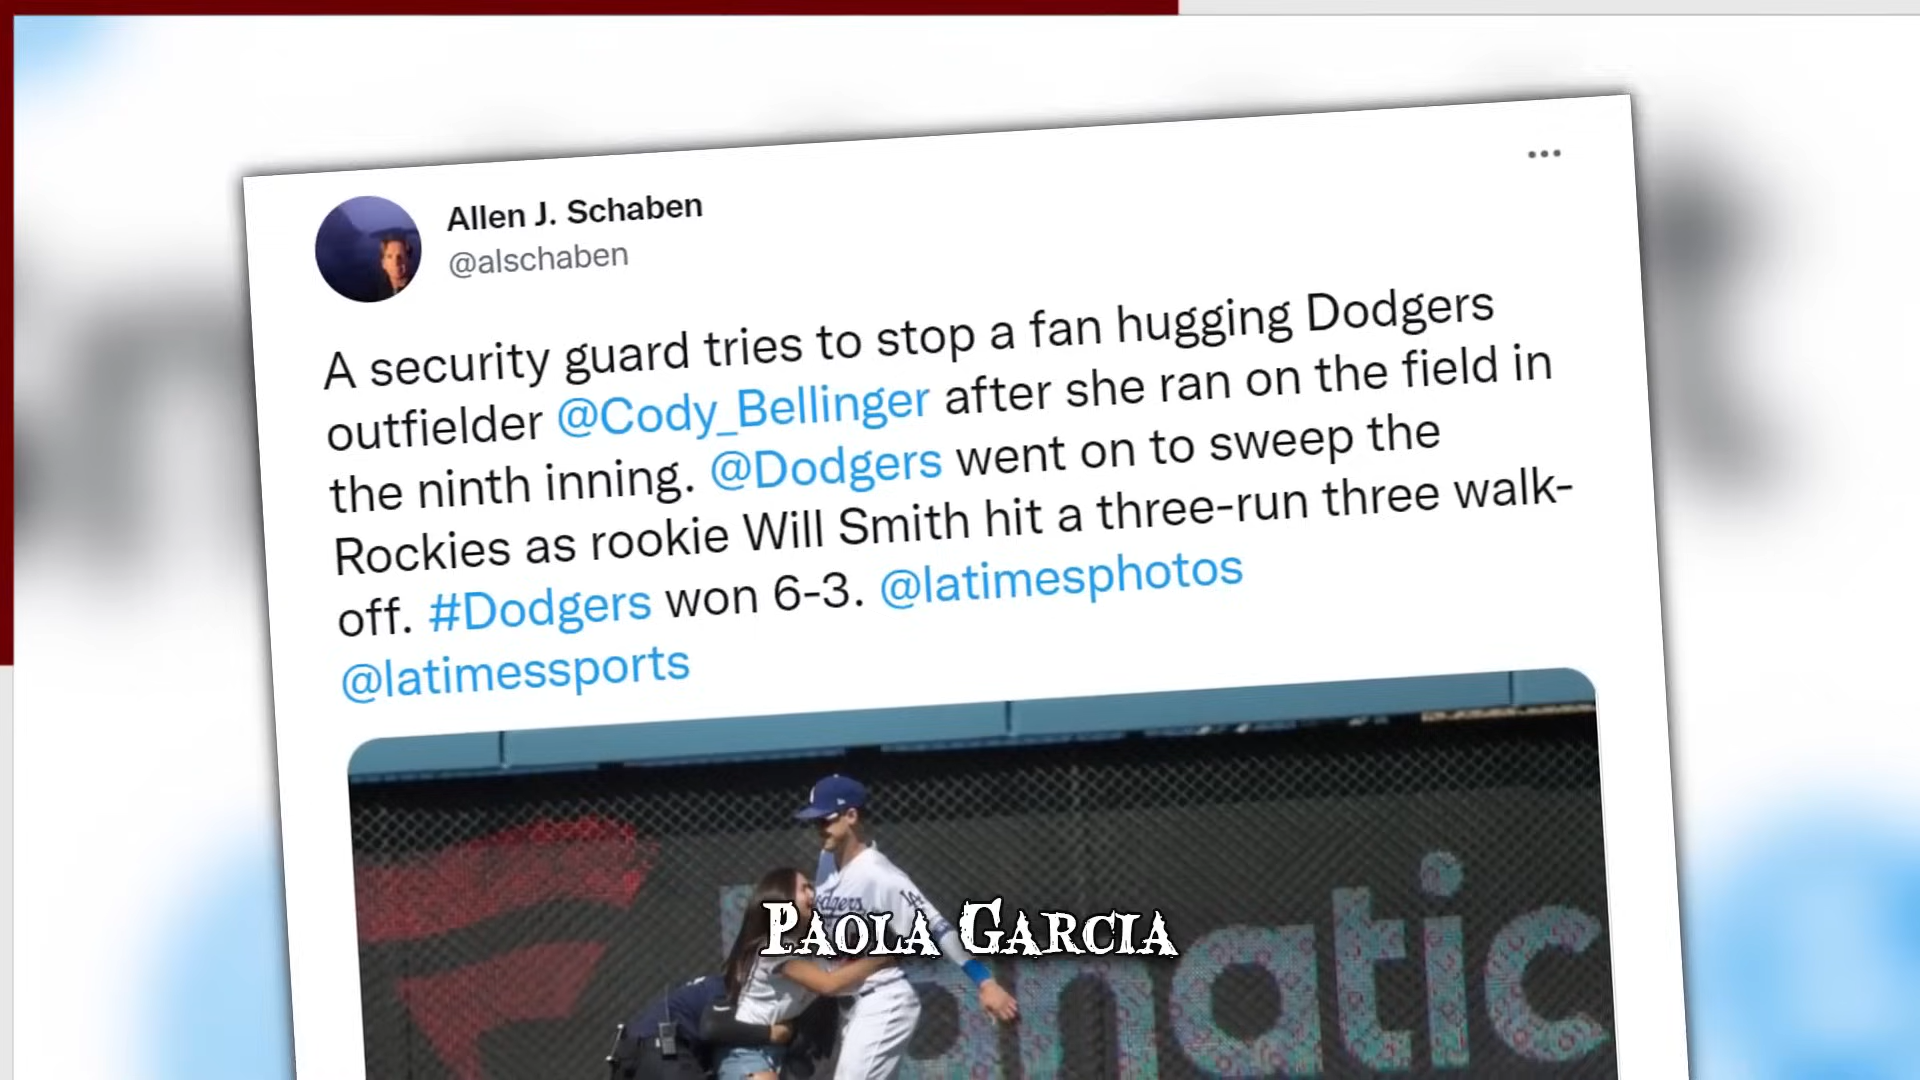 Allen J. Schaben
@alschaben
A security guard tries to stop a fan hugging Dodgers
outfielder @Cody_Bellinger after she ran on the field in
the ninth inning. @Dodgers went on to sweep the
Rockies as rookie Will Smith hit a three-run three walk-
off. #Dodgers won 6-3. @latimesphotos
@latimessports
PAOLA GARCIA